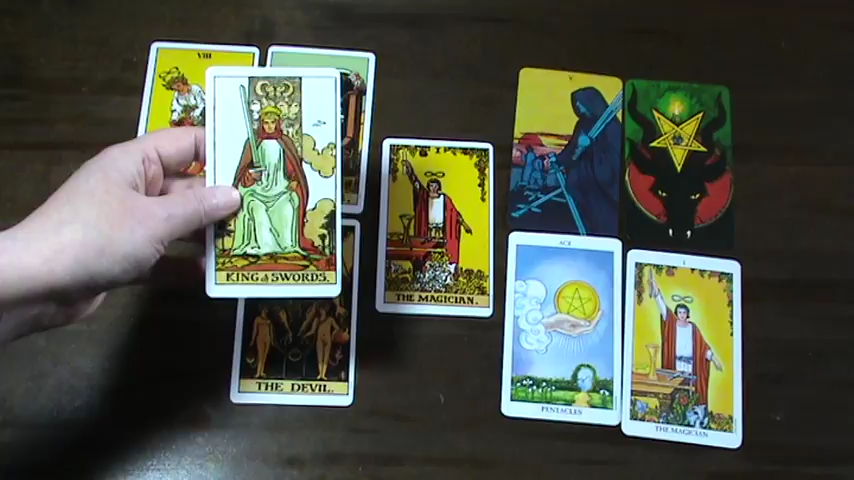 VIII
KING of SWORDS.
THE DEVIL.
I
THE MAGICIAN.
V
ACE
PENTACLES
I
THE MAGICIAN